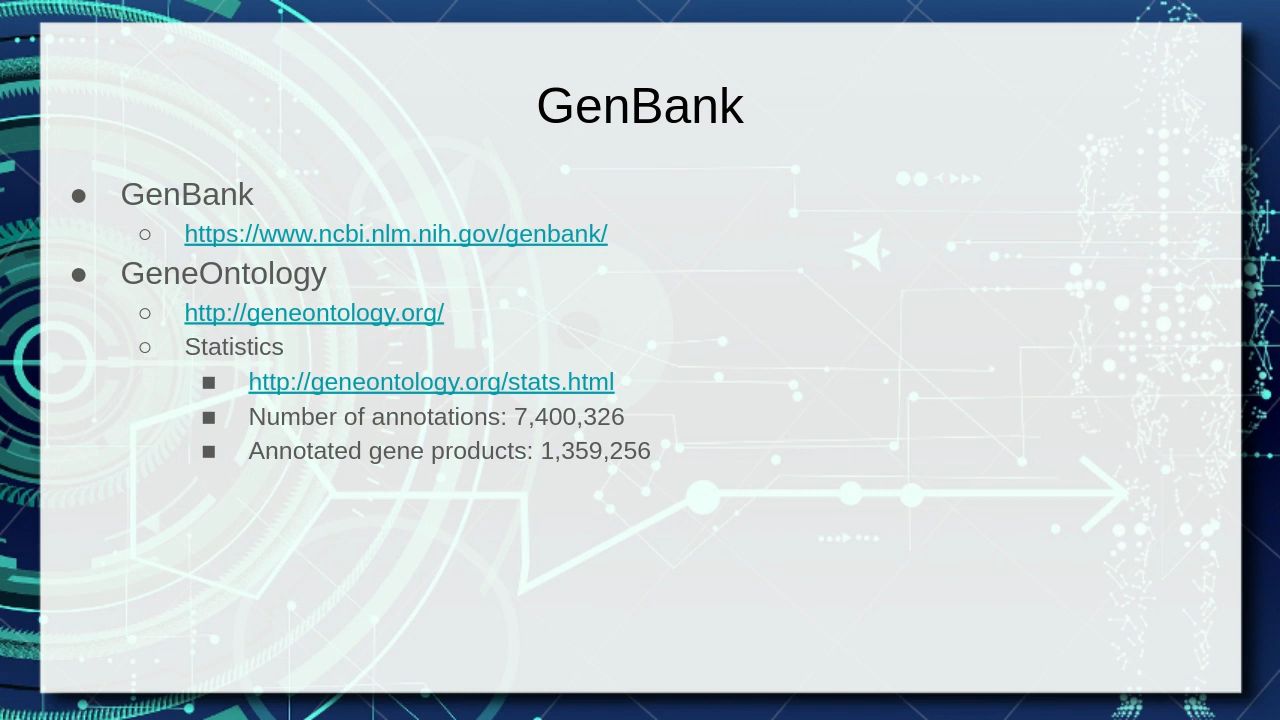 GenBank
● GenBank
○ https://www.ncbi.nlm.nih.gov/genbank/
● GeneOntology
○ http://geneontology.org/
○ Statistics
■ http://geneontology.org/stats.html
■ Number of annotations: 7,400,326
■ Annotated gene products: 1,359,256